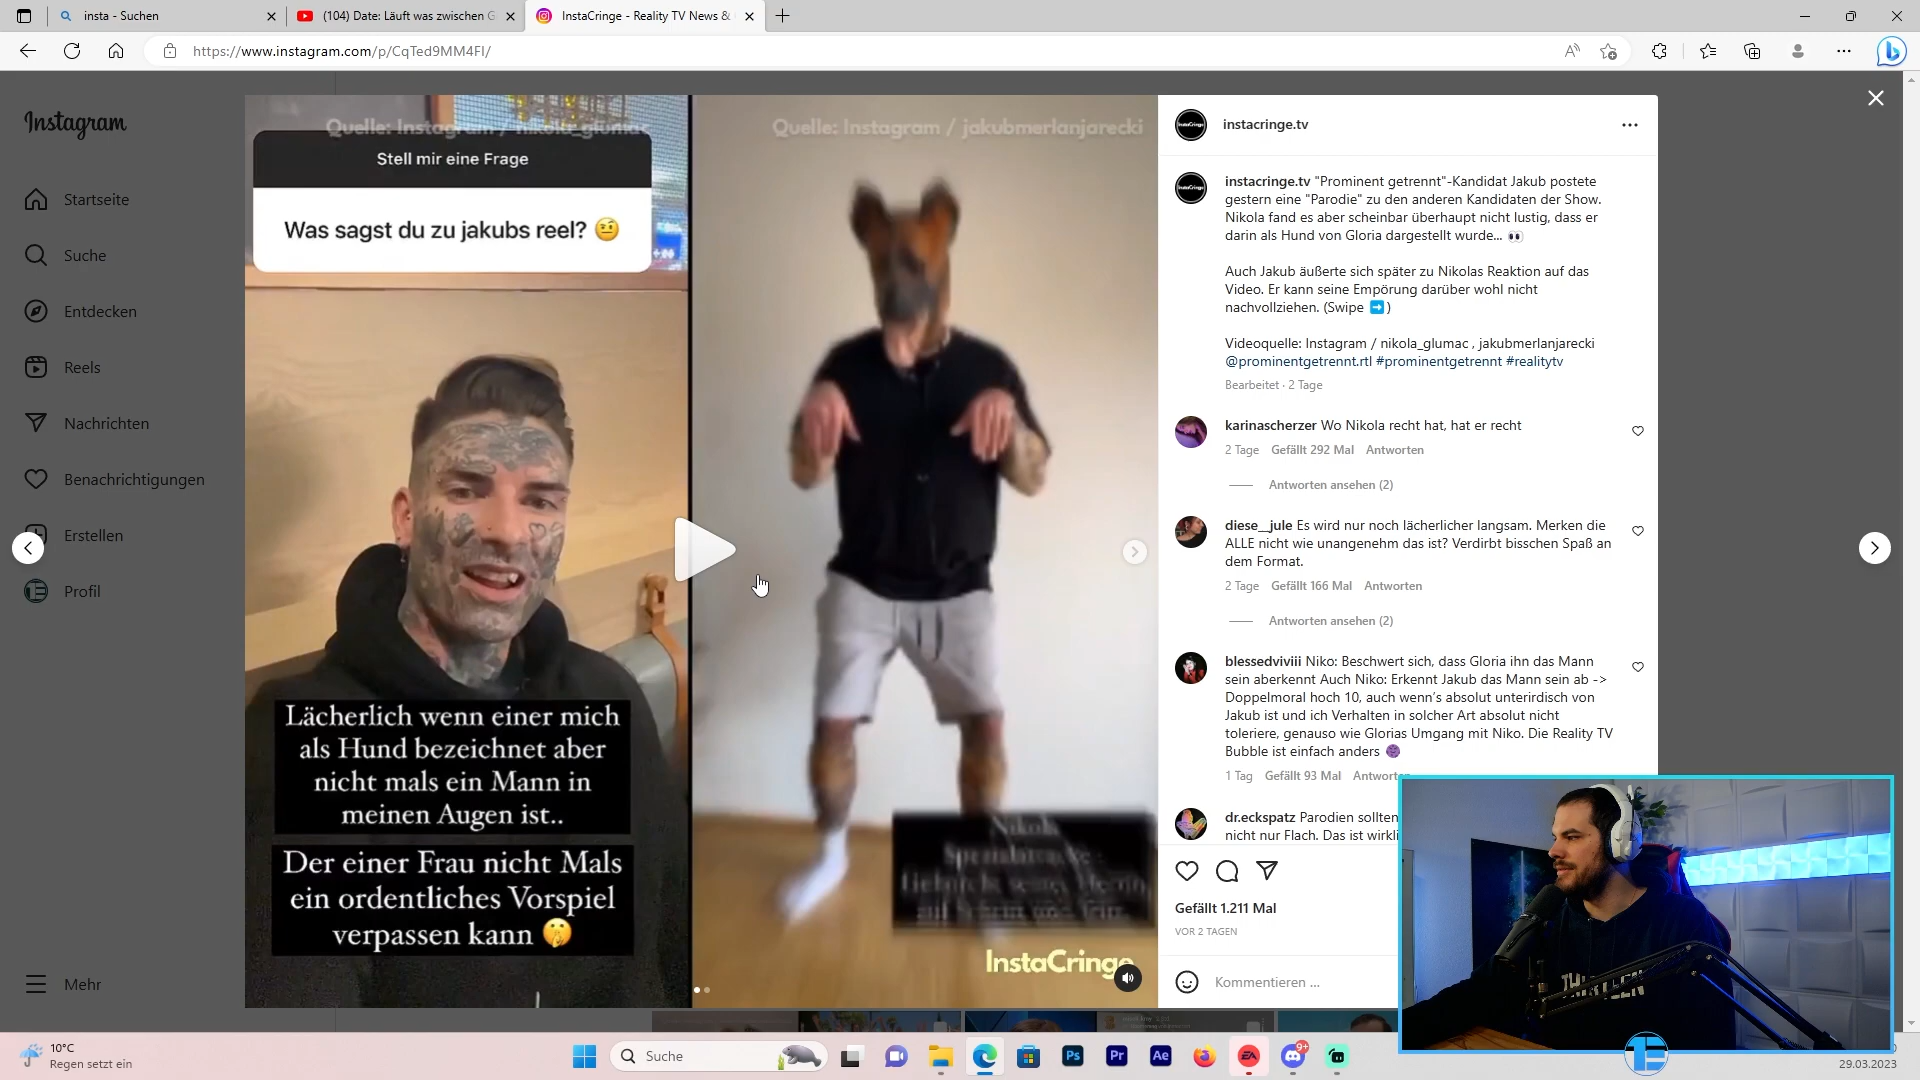 insta - Suchen
(104) Date: Läuft was zwischen G
InstaCringe - Reality TV News &
https://www.instagram.com/p/CqTed9MM4FI/
Instagram
Startseite
Suche
Entdecken
Reels
Nachrichten
Benachrichtigungen
Erstellen
Profil
Mehr
Quelle: Instagram / nikola_glumac
Stell mir eine Frage
Was sagst du zu jakubs reel? 🤨
Lächerlich wenn einer mich
als Hund bezeichnet aber
nicht mals ein Mann in
meinen Augen ist..
Der einer Frau nicht Mals
ein ordentliches Vorspiel
verpassen kann 🤫
Quelle: Instagram / jakubmerlanjarecki
Nikola
InstaCringe
instacringe.tv
instacringe.tv "Prominent getrennt"-Kandidat Jakub postete
gestern eine "Parodie" zu den anderen Kandidaten der Show.
Nikola fand es aber scheinbar überhaupt nicht lustig, dass er
darin als Hund von Gloria dargestellt wurde... 👀
Auch Jakub äußerte sich später zu Nikolas Reaktion auf das
Video. Er kann seine Empörung darüber wohl nicht
nachvollziehen. (Swipe ➡️)
Videoquelle: Instagram / nikola_glumac , jakubmerlanjarecki
@prominentgetrennt.rtl #prominentgetrennt #realitytv
Bearbeitet · 2 Tage
karinascherzer Wo Nikola recht hat, hat er recht
2 Tage Gefällt 292 Mal Antworten
Antworten ansehen (2)
diese__jule Es wird nur noch lächerlicher langsam. Merken die
ALLE nicht wie unangenehm das ist? Verdirbt bisschen Spaß an
dem Format.
2 Tage Gefällt 166 Mal Antworten
Antworten ansehen (2)
blessedviviii Niko: Beschwert sich, dass Gloria ihn das Mann
sein aberkennt Auch Niko: Erkennt Jakub das Mann sein ab ->
Doppelmoral hoch 10, auch wenn's absolut unterirdisch von
Jakub ist und ich Verhalten in solcher Art absolut nicht
toleriere, genauso wie Glorias Umgang mit Niko. Die Reality TV
Bubble ist einfach anders
1 Tag Gefällt 93 Mal Antworten
dr.eckspatz Parodien sollten
nicht nur Flach. Das ist wirkli
Gefällt 1.211 Mal
VOR 2 TAGEN
Kommentieren ...
THIRTEEN
10°C
Regen setzt ein
Suche
Ps
Pr
Ae
EA
9+
29.03.2023